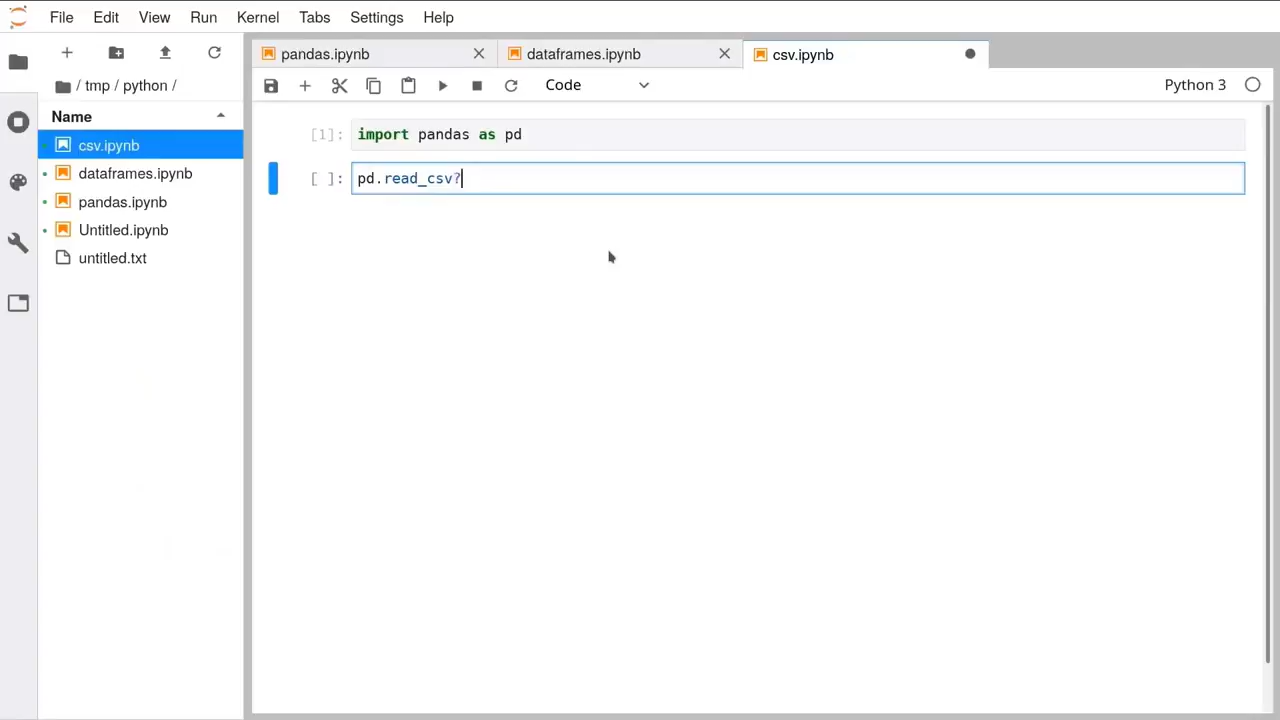 File Edit View Run Kernel Tabs Settings Help
/ tmp / python /
Name
csv.ipynb
dataframes.ipynb
pandas.ipynb
Untitled.ipynb
untitled.txt
pandas.ipynb dataframes.ipynb csv.ipynb
Code Python 3
[1]: import pandas as pd
[ ]: pd.read_csv?